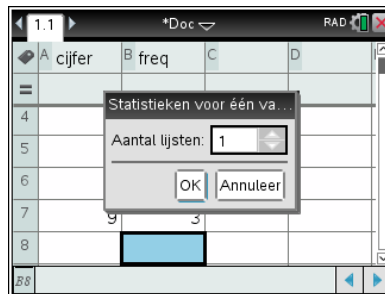 1.1 *Doc RAD
A cijfer B freq C D
=
Statistieken voor één va...
4
Aantal lijsten: 1
5
6
OK Annuleer
7 9 3
8
B8